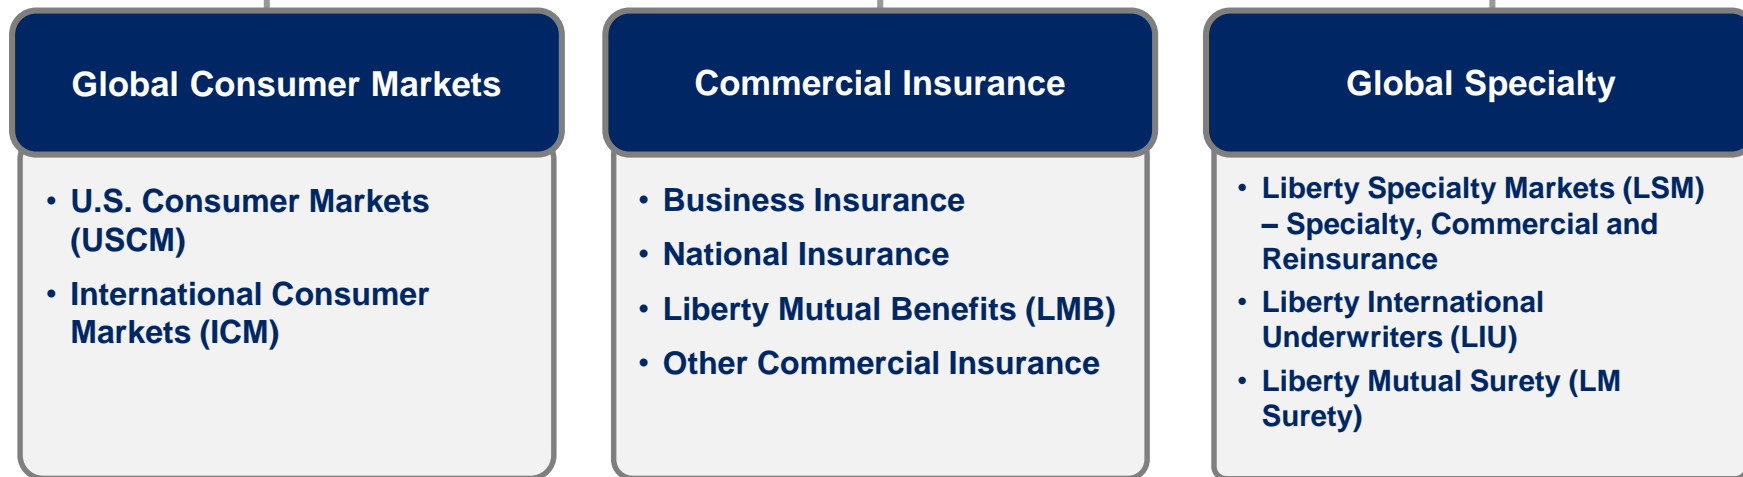 Global Consumer Markets
• U.S. Consumer Markets
(USCM)
• International Consumer
Markets (ICM)
Commercial Insurance
• Business Insurance
• National Insurance
• Liberty Mutual Benefits (LMB)
• Other Commercial Insurance
Global Specialty
• Liberty Specialty Markets (LSM)
– Specialty, Commercial and
Reinsurance
• Liberty International
Underwriters (LIU)
• Liberty Mutual Surety (LM
Surety)